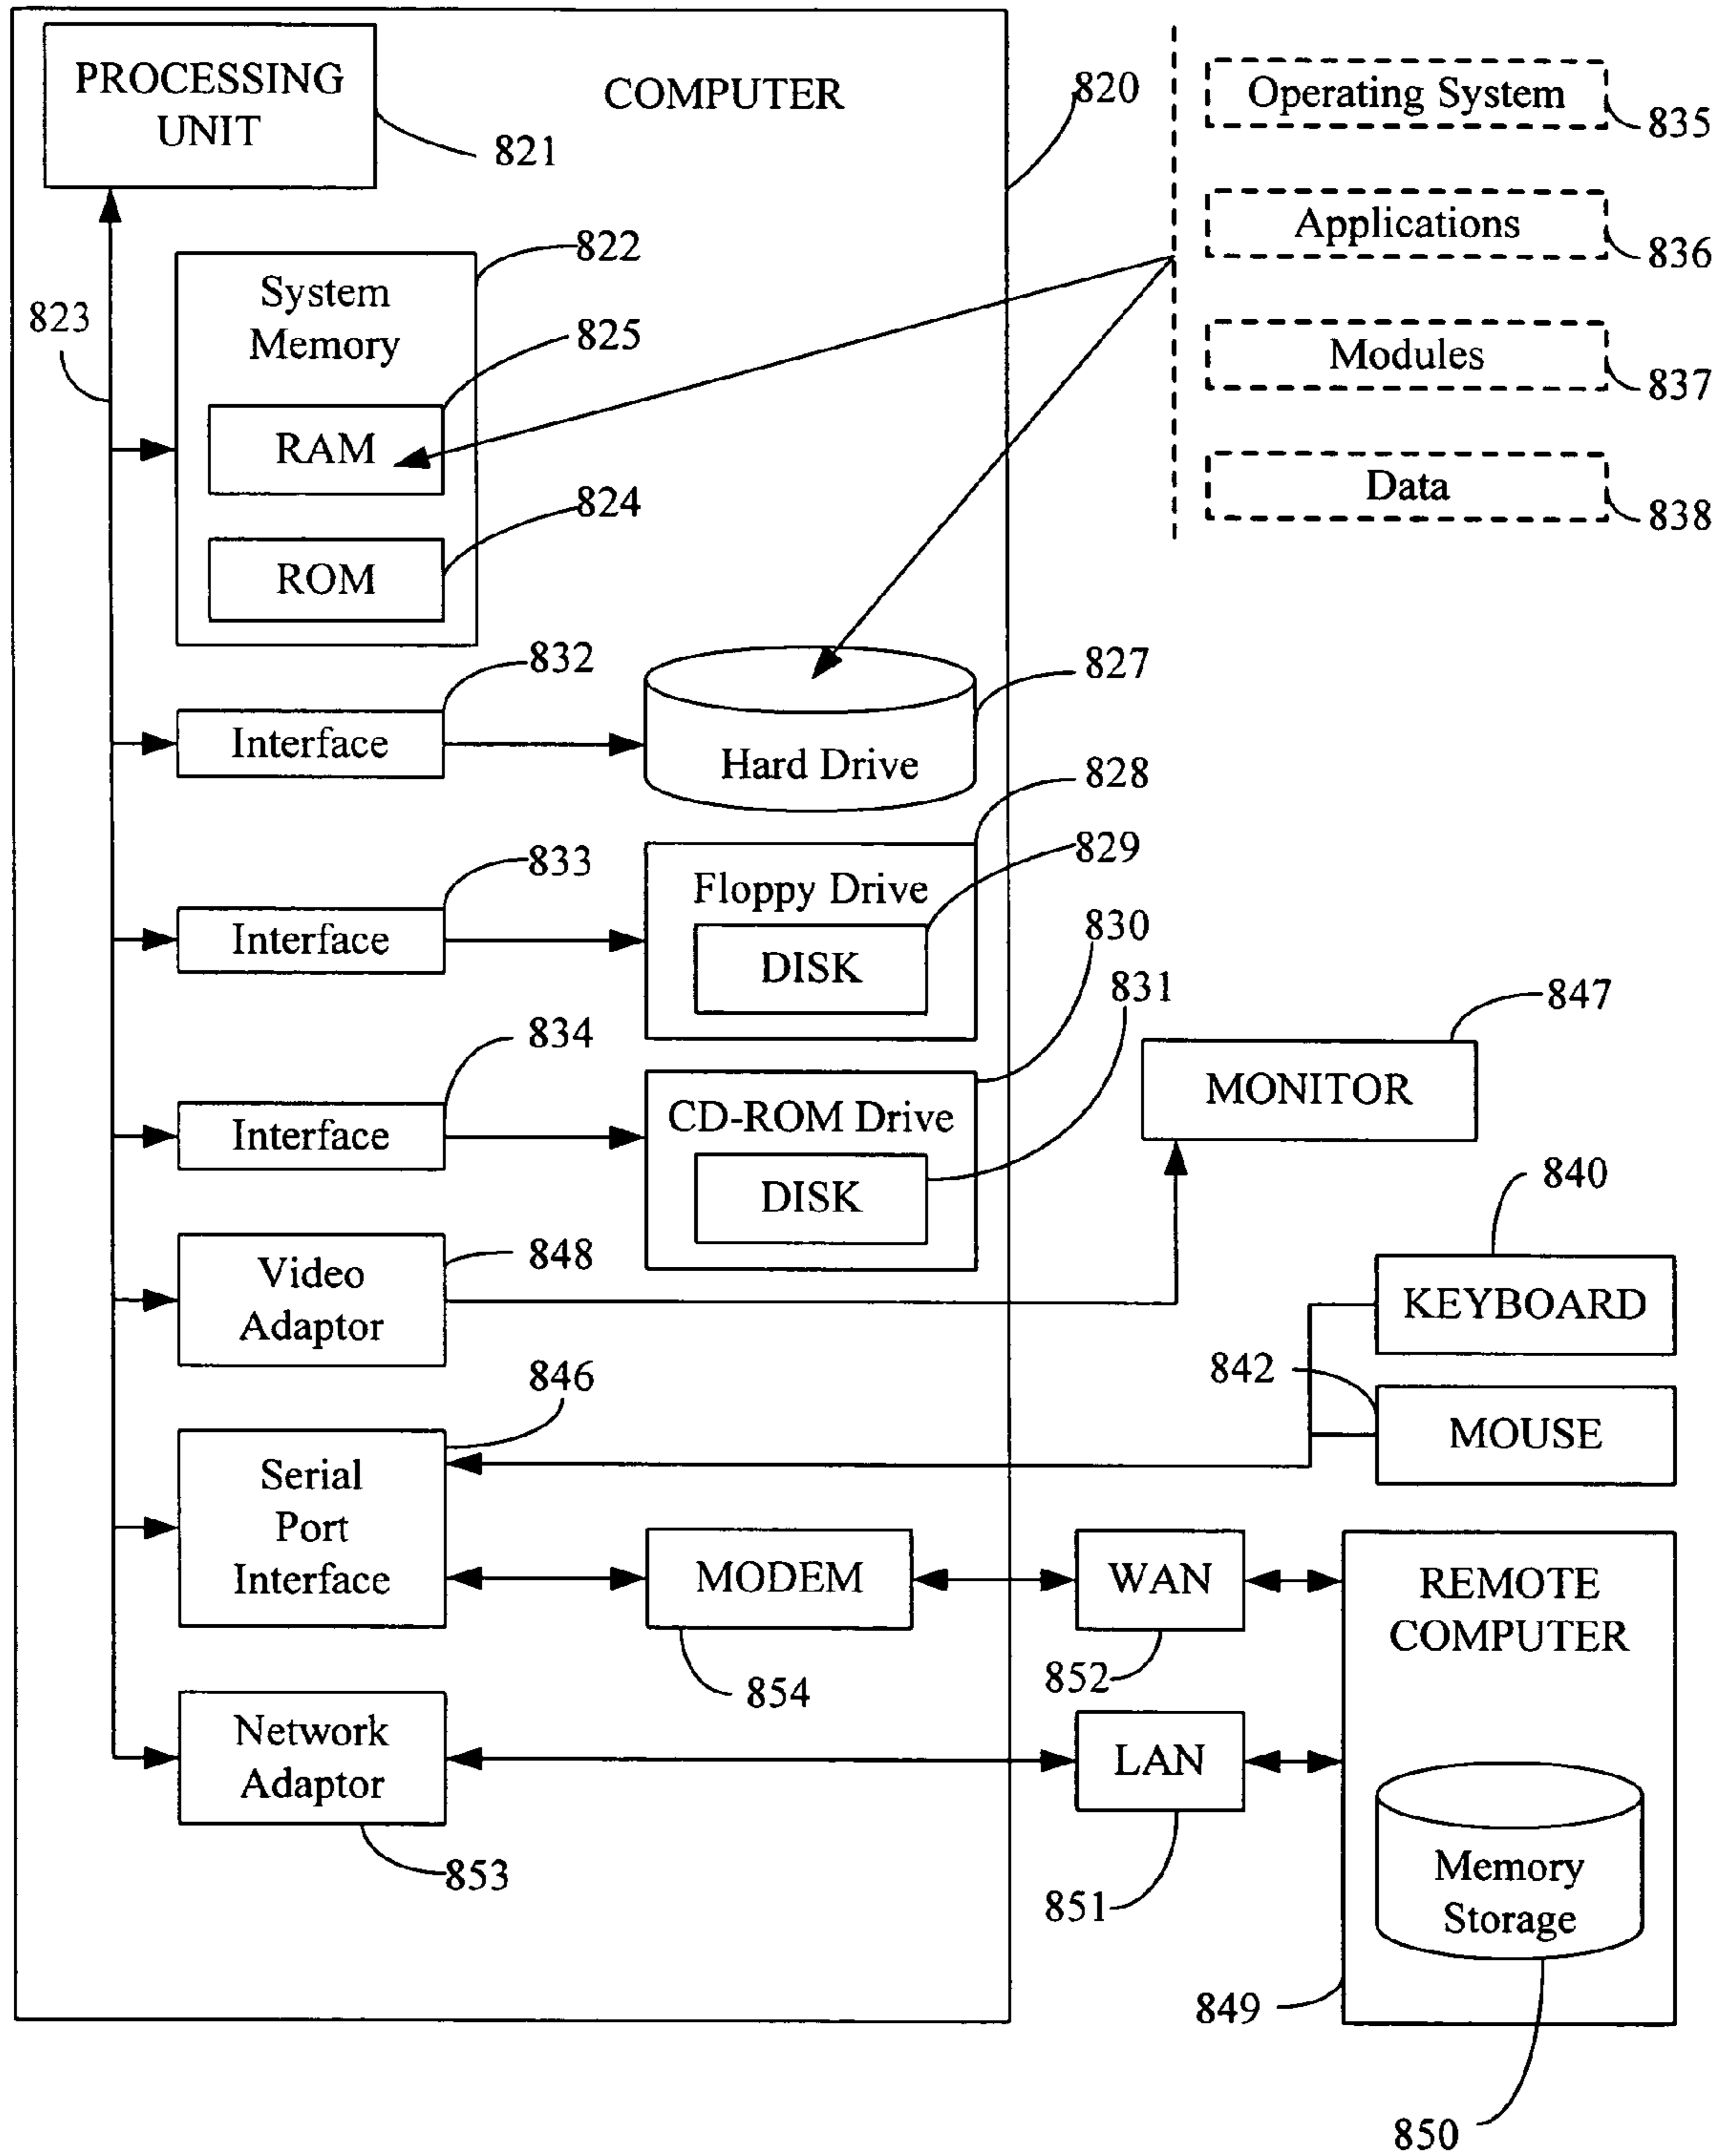 PROCESSING
UNIT
821
COMPUTER
820
Operating System
835
Applications
836
Modules
837
Data
838
823
822
System
Memory
825
RAM
824
ROM
832
Interface
827
Hard Drive
828
833
Interface
829
Floppy Drive
DISK
830
831
834
Interface
CD-ROM Drive
DISK
847
MONITOR
848
Video
Adaptor
840
KEYBOARD
842
MOUSE
846
Serial
Port
Interface
MODEM
854
WAN
852
REMOTE
COMPUTER
Network
Adaptor
853
LAN
851
Memory
Storage
849
850